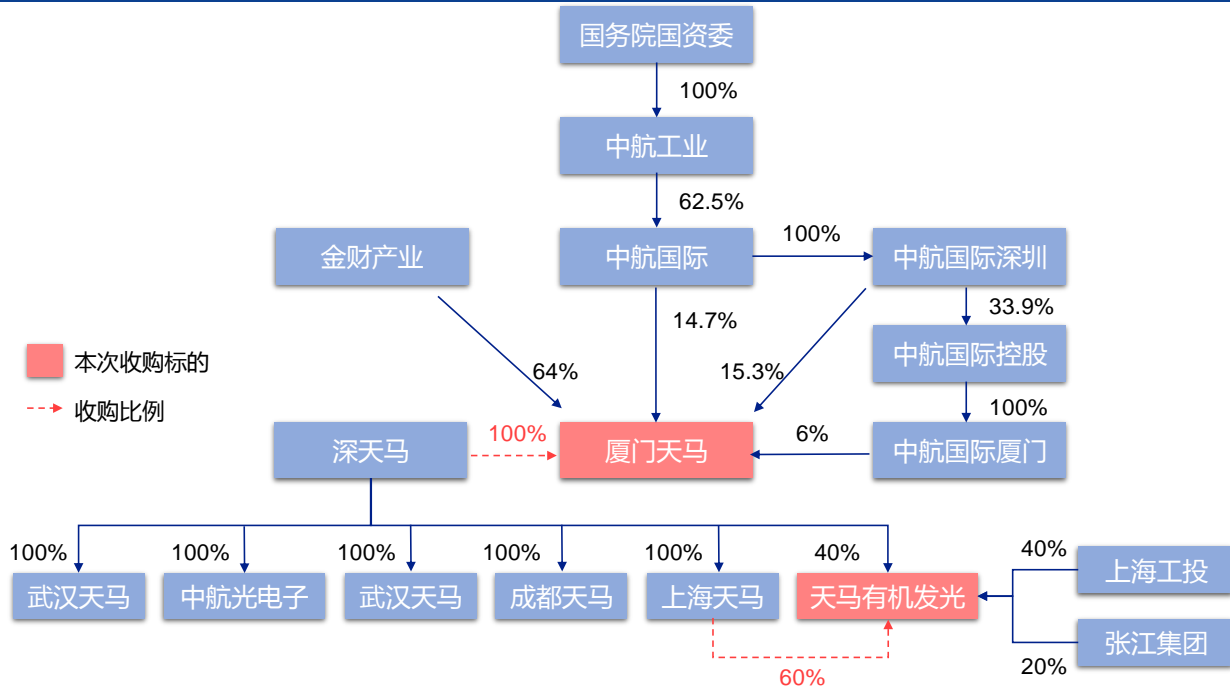 国务院国资委
100%
中航工业
62.5%
金财产业
中航国际
100%
中航国际深圳
14.7%
33.9%
本次收购标的
64%
15.3%
中航国际控股
收购比例
100%
深天马
100%
厦门天马
6%
中航国际厦门
100%
100%
100%
100%
100%
40%
40%
武汉天马
中航光电子
武汉天马
成都天马
上海天马
天马有机发光
上海工投
60%
20%
张江集团